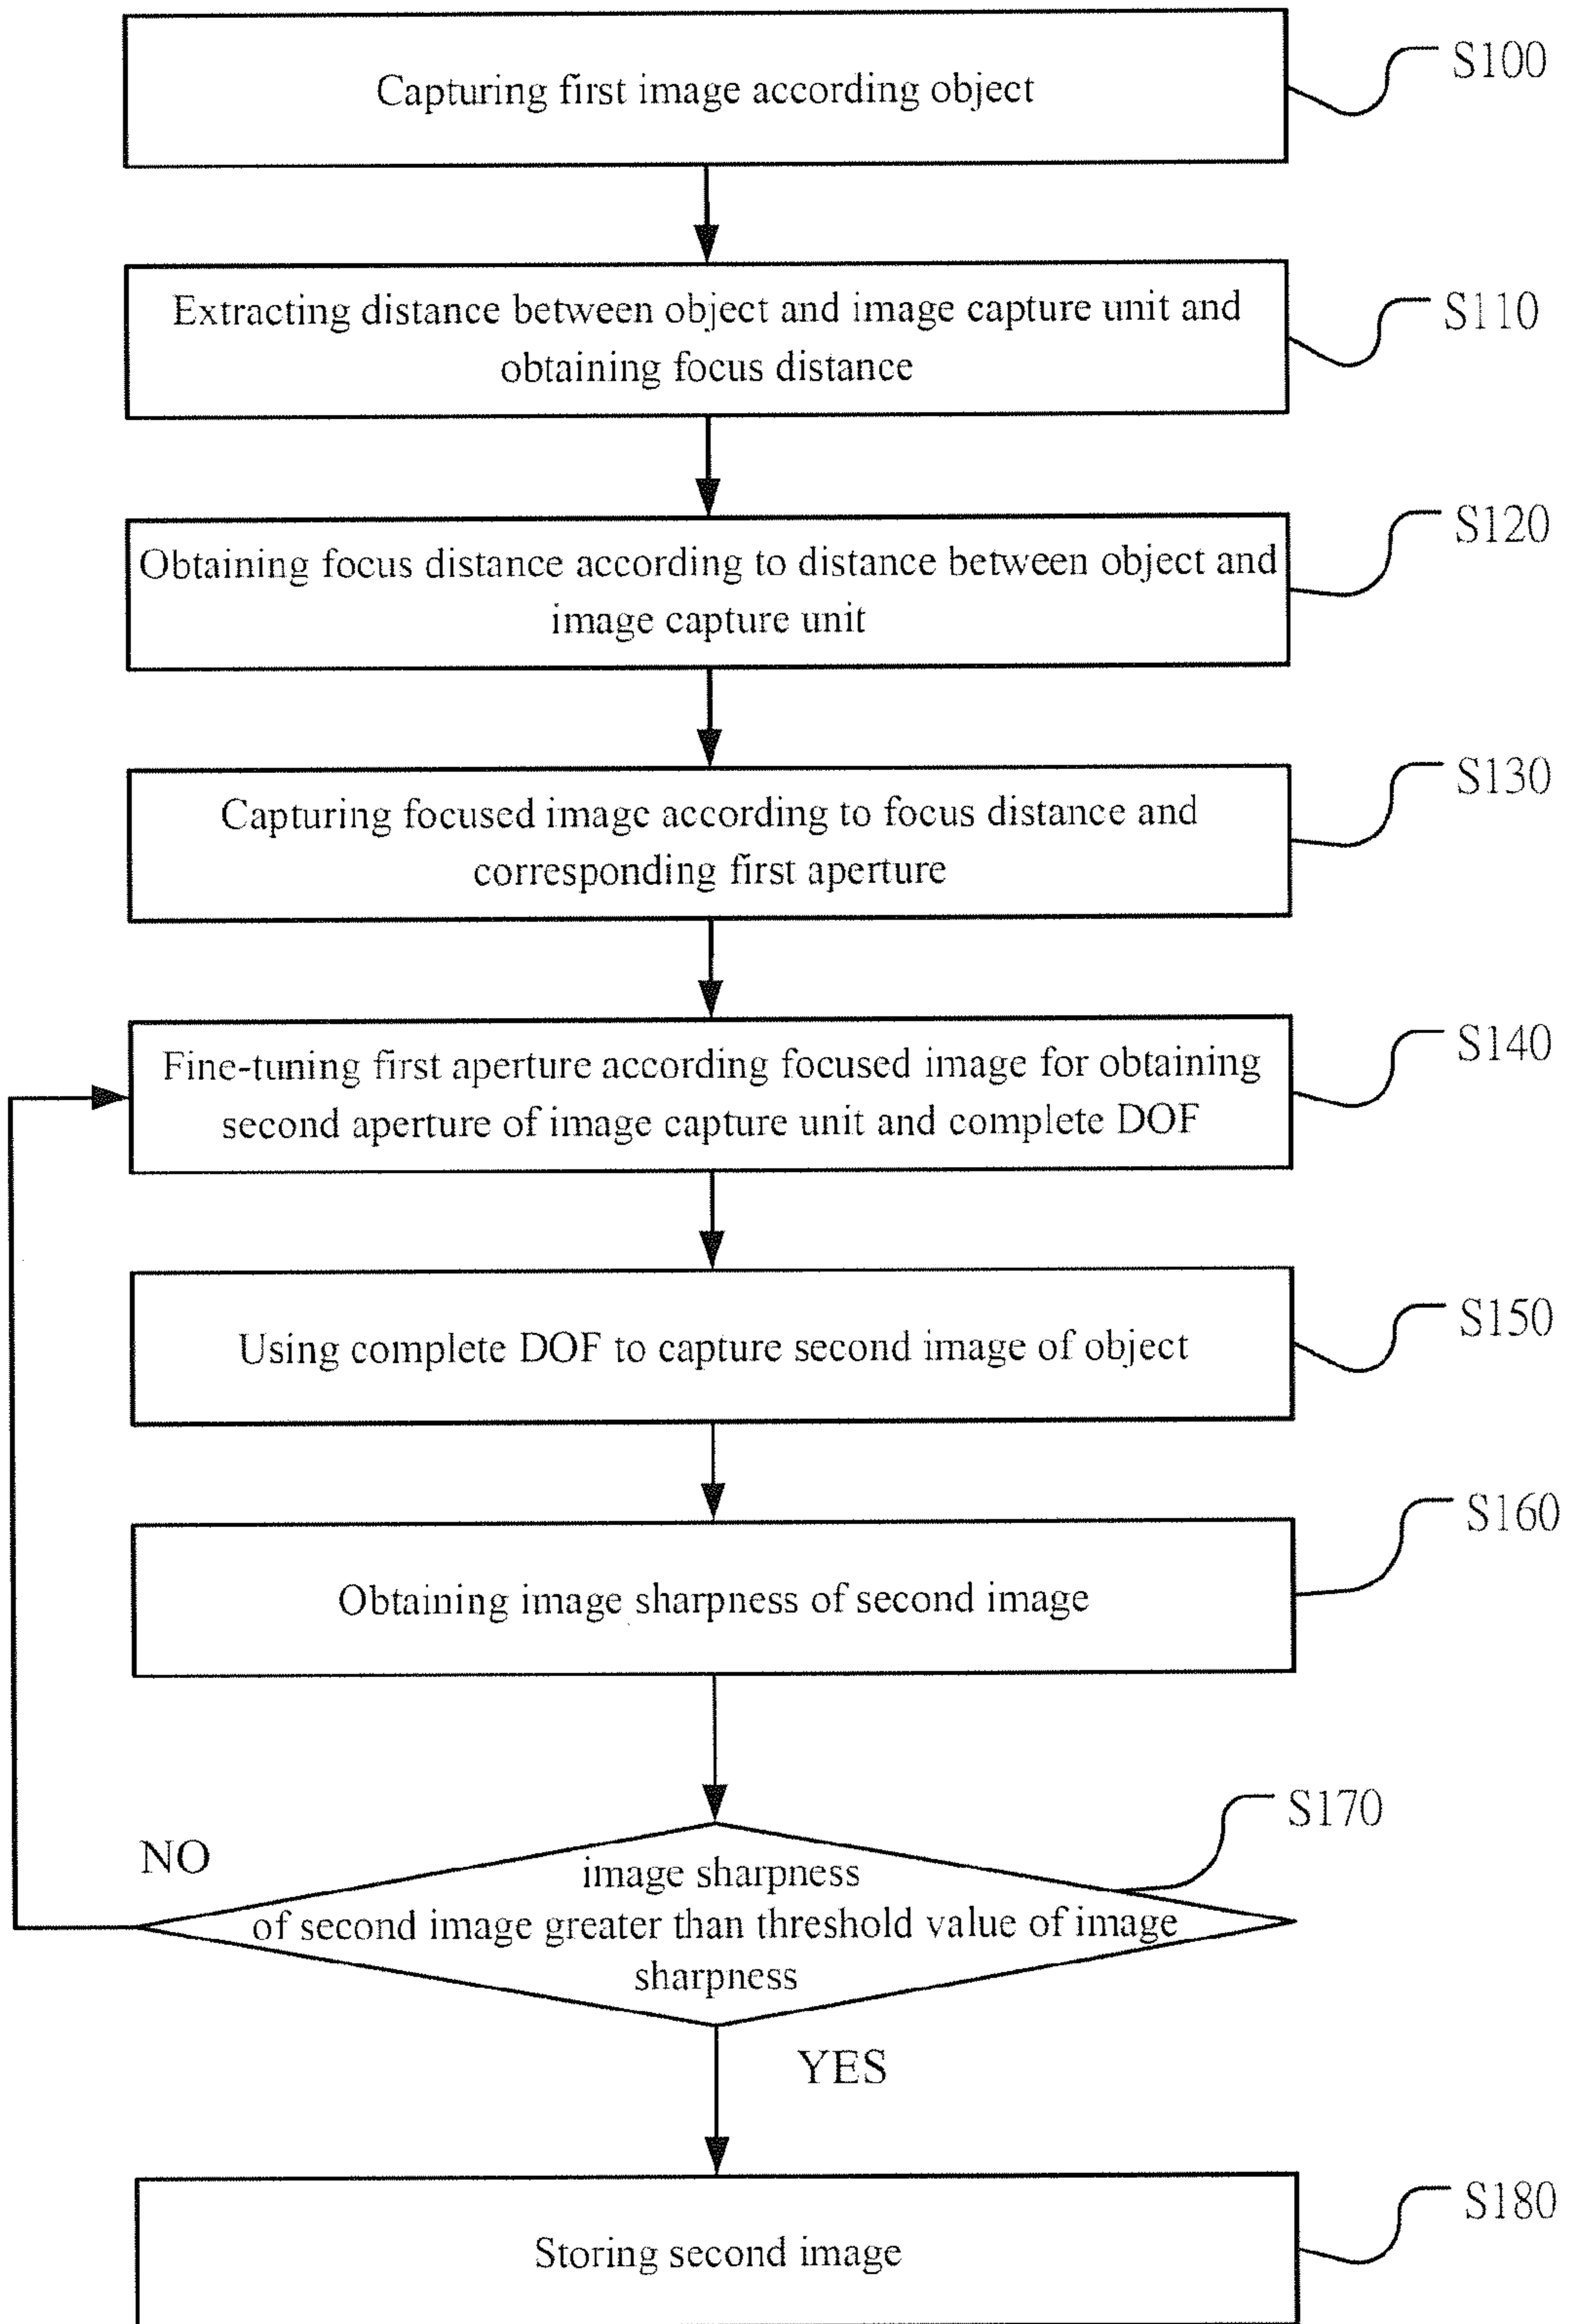 Capturing first image according object
S100
Extracting distance between object and image capture unit and
obtaining focus distance
S110
Obtaining focus distance according to distance between object and
image capture unit
S120
Capturing focused image according to focus distance and
corresponding first aperture
S130
Fine-tuning first aperture according focused image for obtaining
second aperture of image capture unit and complete DOF
S140
Using complete DOF to capture second image of object
S150
Obtaining image sharpness of second image
S160
image sharpness
of second image greater than threshold value of image
sharpness
S170
NO
YES
Storing second image
S180